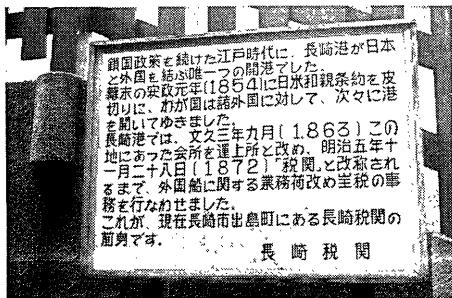 鎖国政策を続けた江戸時代に、長崎港が日本
と外国を結ぶ唯一つの開港でした。
幕末の安政元年(1854)に日米和親条約を皮
切りに、わが国は諸外国に対して、次々に港
を開いてゆきました。
長崎港では、文久三年九月(1863)この
地にあった会所を運上所と改め、明治五年十
一月二十八日(1872)「税関」と改称され
るまで、外国船に関する業務荷改め徴税の事
務を行なわせました。
これが、現在長崎市出島町にある長崎税関の
前身です。
長崎税関